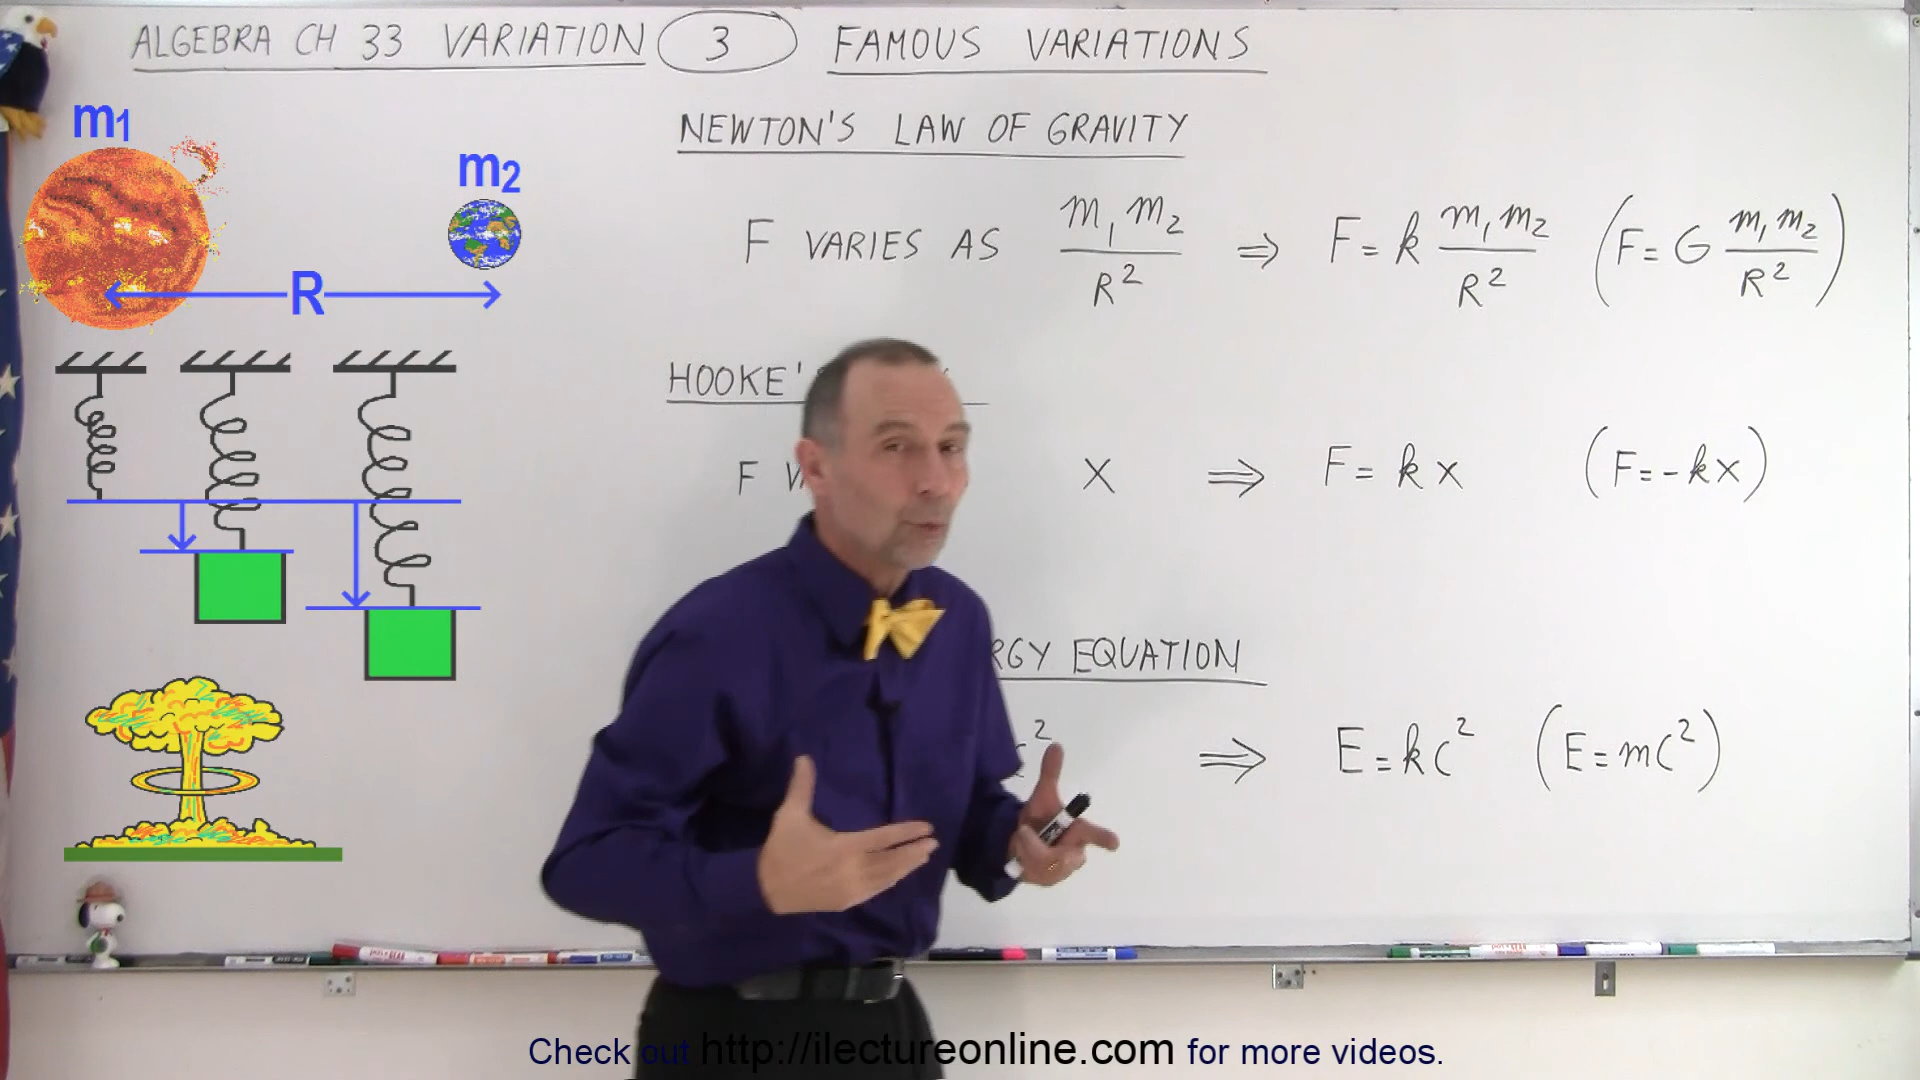 ALGEBRA CH 33 VARIATION 3 FAMOUS VARIATIONS
m1
m2
R
NEWTON'S LAW OF GRAVITY
F VARIES AS m1m2/R² ⇒ F = k m1m2/R² (F = G m1m2/R²)
HOOKE'
F V X ⇒ F = kx (F = -kx)
RGY EQUATION
c² ⇒ E = kc² (E = mc²)
Check out http://ilectureonline.com for more videos.